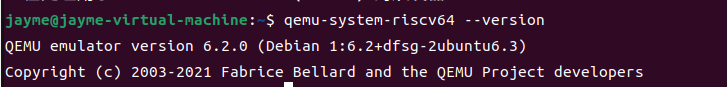 jayme@jayme-virtual-machine:~$ qemu-system-riscv64 --version
QEMU emulator version 6.2.0 (Debian 1:6.2+dfsg-2ubuntu6.3)
Copyright (c) 2003-2021 Fabrice Bellard and the QEMU Project developers